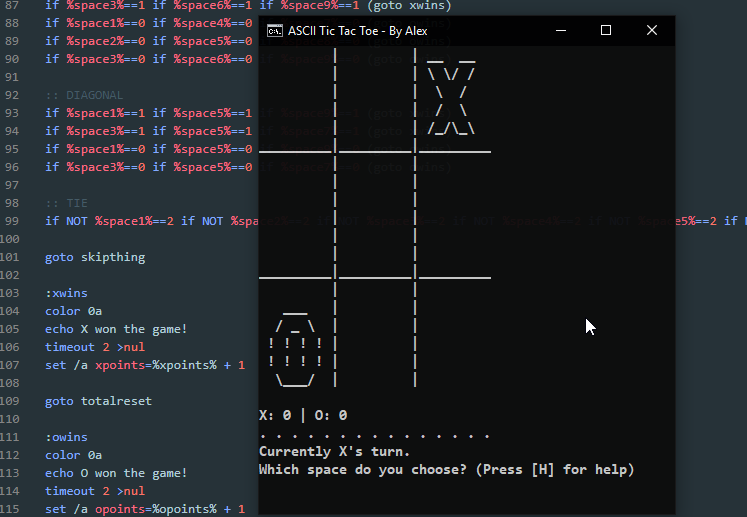 87 if %space3%==1 if %space6%==1 if %space9%==1 (goto xwins)
88 if %space1%==0 if %space4%==0
89 if %space2%==0 if %space5%==0
90 if %space3%==0 if %space6%==0
91
92 :: DIAGONAL
93 if %space1%==1 if %space5%==1
94 if %space3%==1 if %space5%==1
95 if %space1%==0 if %space5%==0
96 if %space3%==0 if %space5%==0
97
98 :: TIE
99 if NOT %space1%==2 if NOT %spa ace5%==2 if
100
101 goto skipthing
102
103 :xwins
104 color 0a
105 echo X won the game!
106 timeout 2 >nul
107 set /a xpoints=%xpoints% + 1
108
109 goto totalreset
110
111 :owins
112 color 0a
113 echo O won the game!
114 timeout 2 >nul
115 set /a opoints=%opoints% + 1
ASCII Tic Tac Toe - By Alex
X: 0 | O: 0
. . . . . . . . . . . . . . .
Currently X's turn.
Which space do you choose? (Press [H] for help)